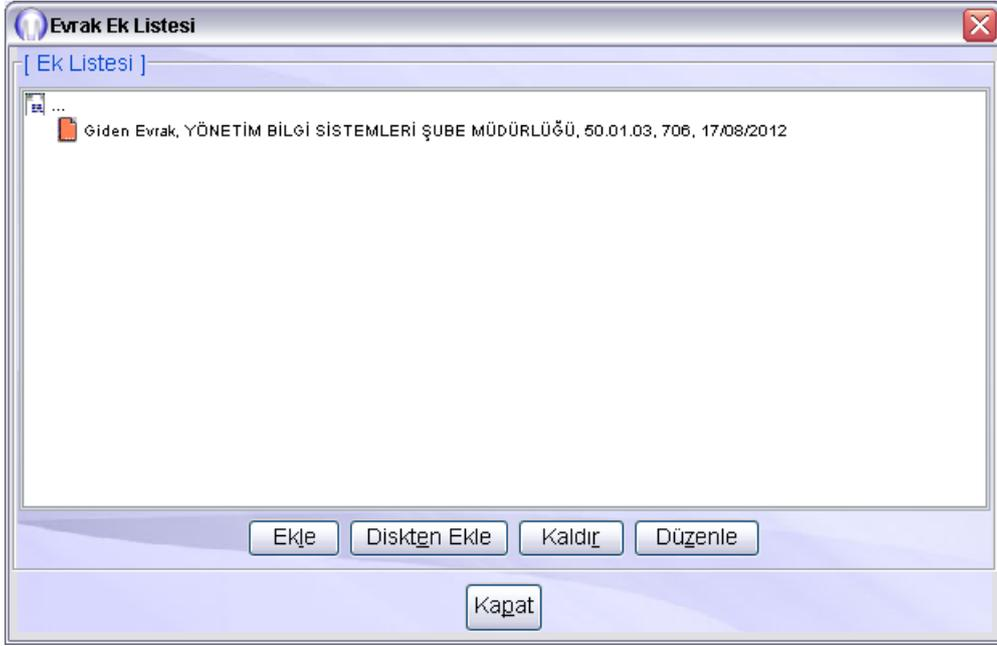 Evrak Ek Listesi
[ Ek Listesi ]
...
Giden Evrak, YÖNETİM BİLGİ SİSTEMLERİ ŞUBE MÜDÜRLÜĞÜ, 50.01.03, 706, 17/08/2012
Ekle Diskten Ekle Kaldır Düzenle
Kapat